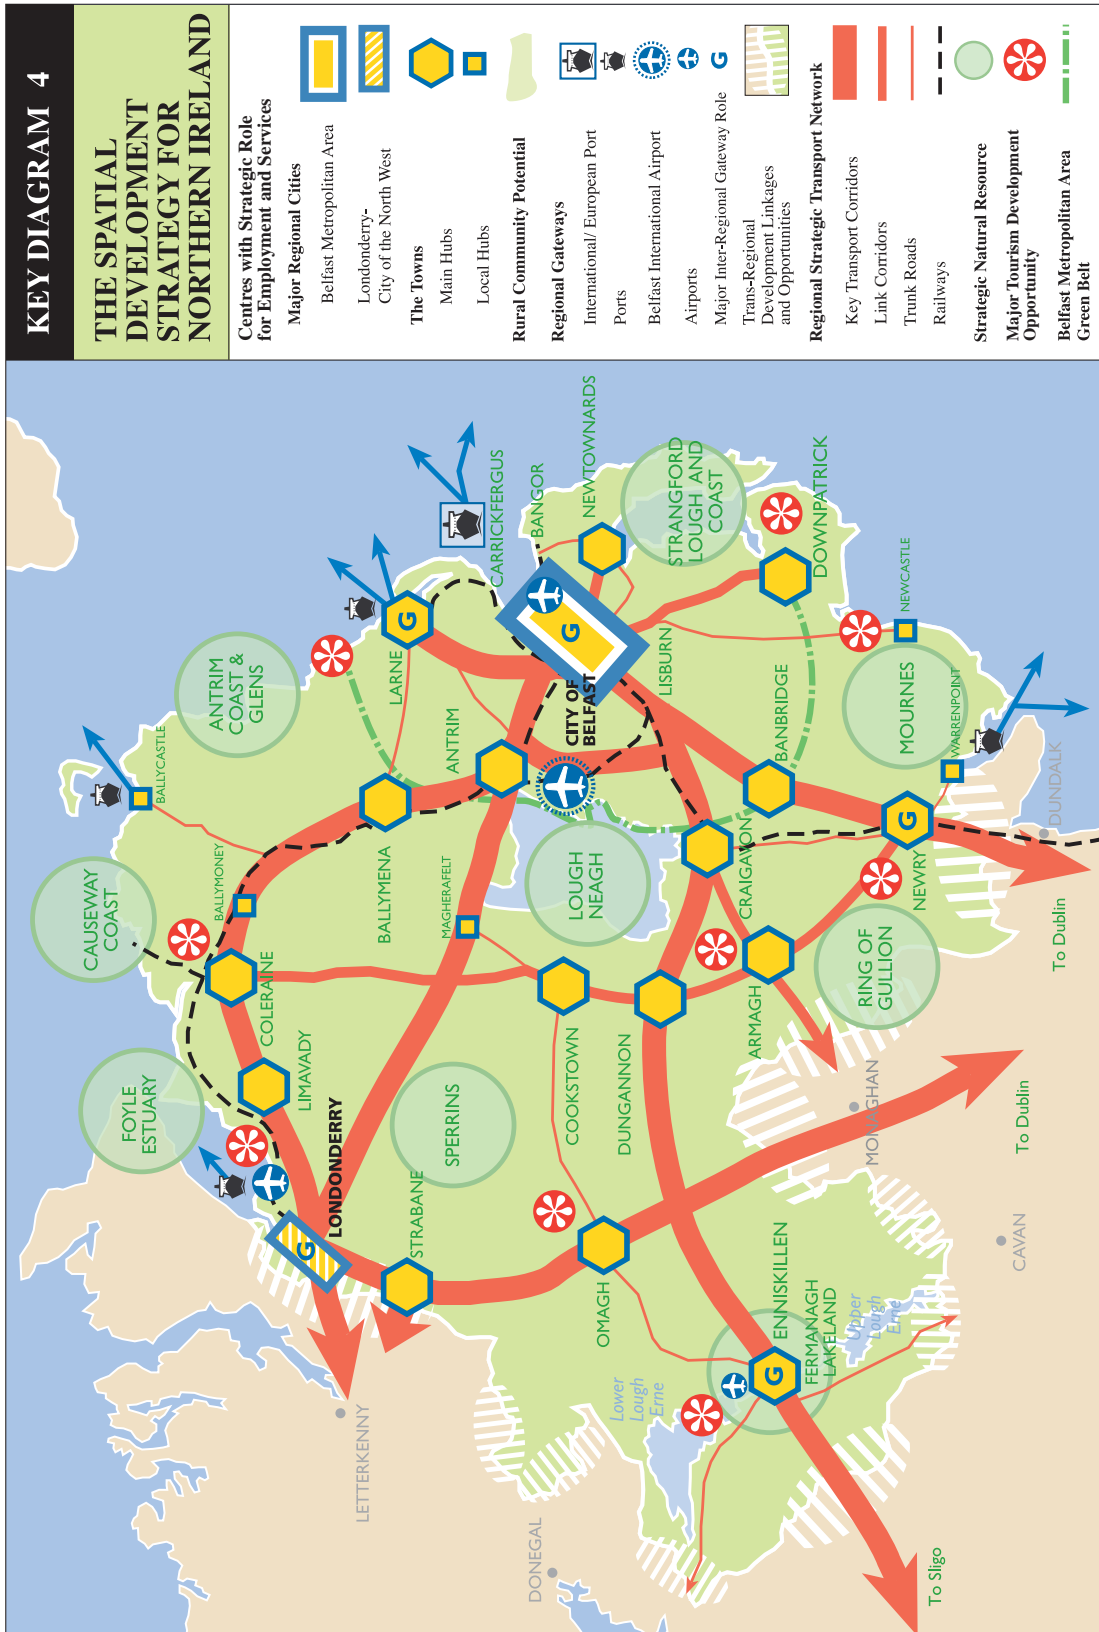 KEY DIAGRAM 4
THE SPATIAL
DEVELOPMENT
STRATEGY FOR
NORTHERN IRELAND
Centres with Strategic Role
for Employment and Services
Major Regional Cities
Belfast Metropolitan Area
Londonderry-
City of the North West
The Towns
Main Hubs
Local Hubs
Rural Community Potential
Regional Gateways
International/ European Port
Ports
Belfast International Airport
Airports
Major Inter-Regional Gateway Role
G
Trans-Regional
Development Linkages
and Opportunities
Regional Strategic Transport Network
Key Transport Corridors
Link Corridors
Trunk Roads
Railways
Strategic Natural Resource
Major Tourism Development
Opportunity
Belfast Metropolitan Area
Green Belt
FOYLE
ESTUARY
CAUSEWAY
COAST
ANTRIM
COAST &
GLENS
BALLYCASTLE
BALLYMONEY
COLERAINE
LIMAVADY
LONDONDERRY
G
STRABANE
LETTERKENNY
SPERRINS
MAGHERAFELT
BALLYMENA
ANTRIM
LARNE
G
CARRICKFERGUS
BANGOR
NEWTOWNARDS
CITY OF
BELFAST
G
LISBURN
STRANGFORD
LOUGH AND
COAST
DOWNPATRICK
NEWCASTLE
MOURNES
WARRENPOINT
BANBRIDGE
CRAIGAVON
LOUGH
NEAGH
COOKSTOWN
DUNGANNON
ARMAGH
NEWRY
G
RING OF
GULLION
DUNDALK
To Dublin
MONAGHAN
To Dublin
CAVAN
OMAGH
ENNISKILLEN
G
FERMANAGH
LAKELAND
Lower
Lough
Erne
Upper
Lough
Erne
DONEGAL
To Sligo